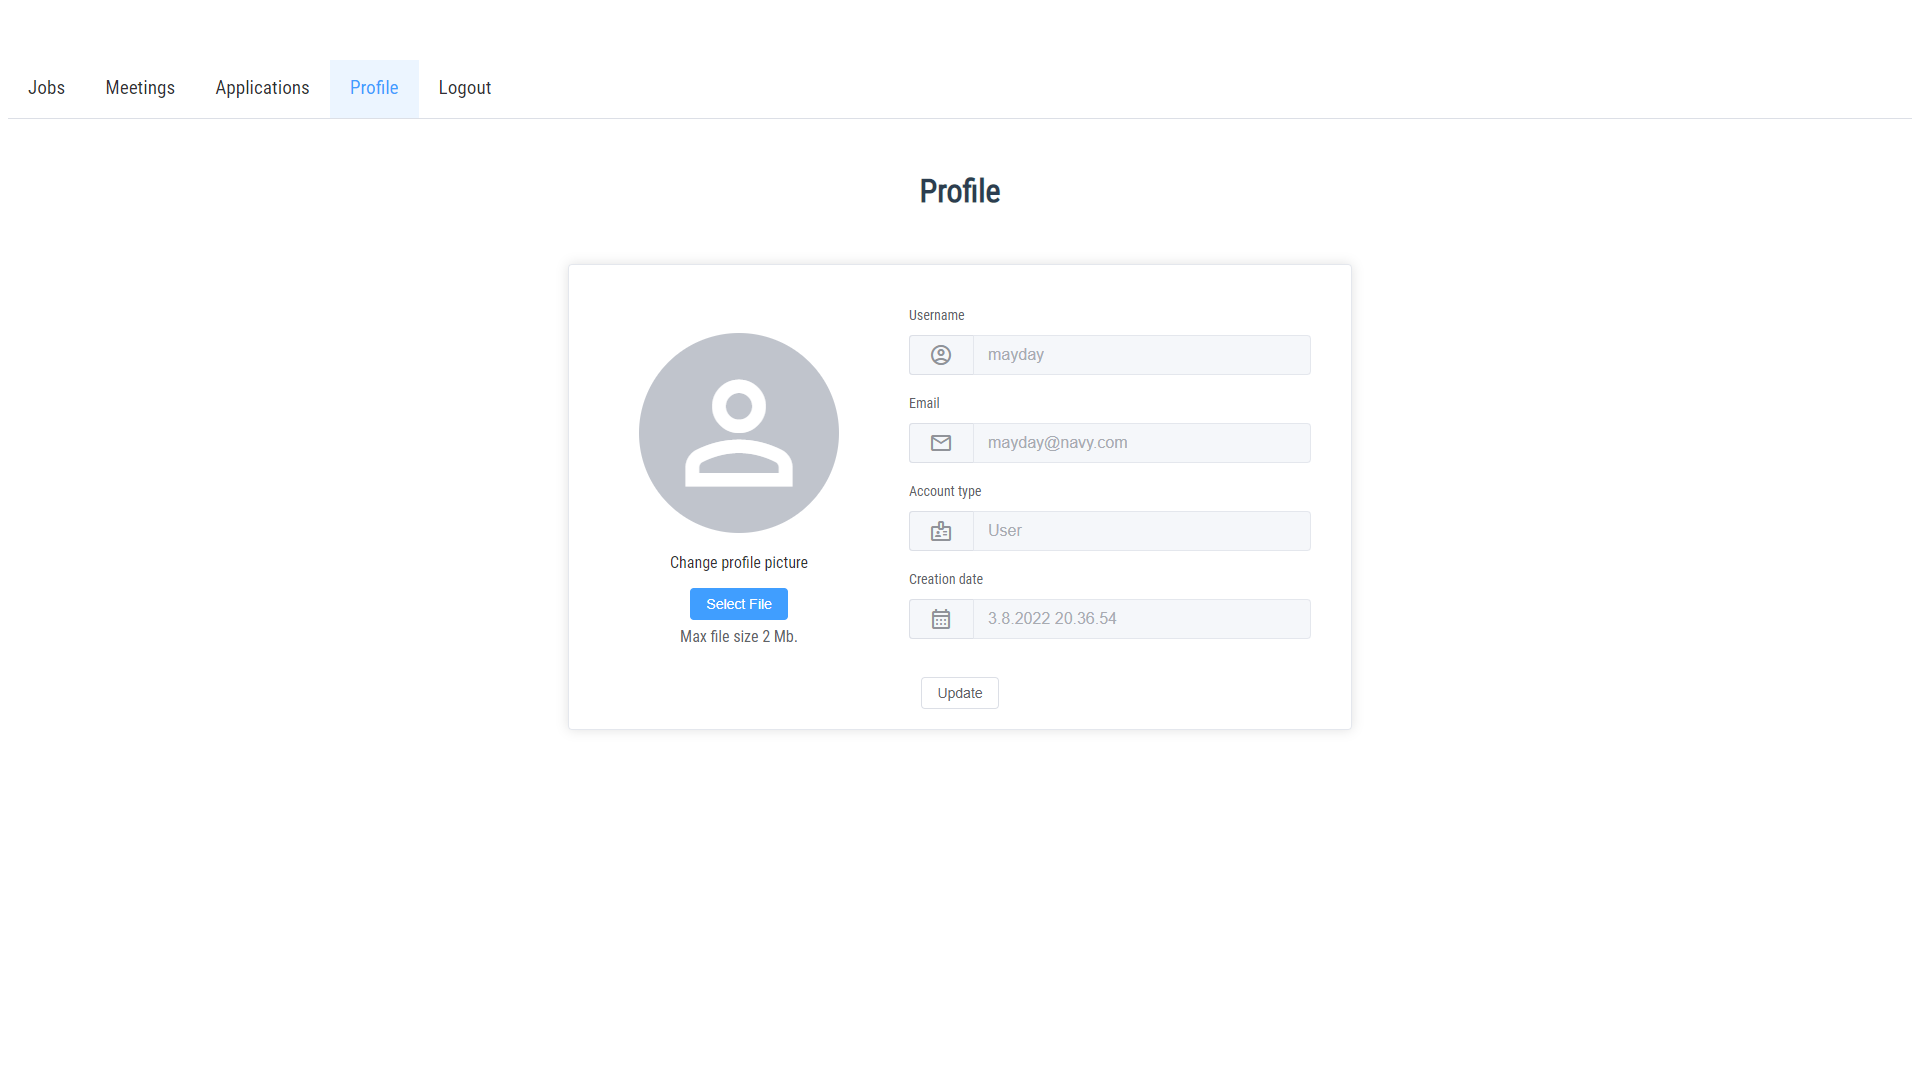 Jobs Meetings Applications Profile Logout
Profile
Change profile picture
Select File
Max file size 2 Mb.
Username
mayday
Email
mayday@navy.com
Account type
User
Creation date
3.8.2022 20.36.54
Update